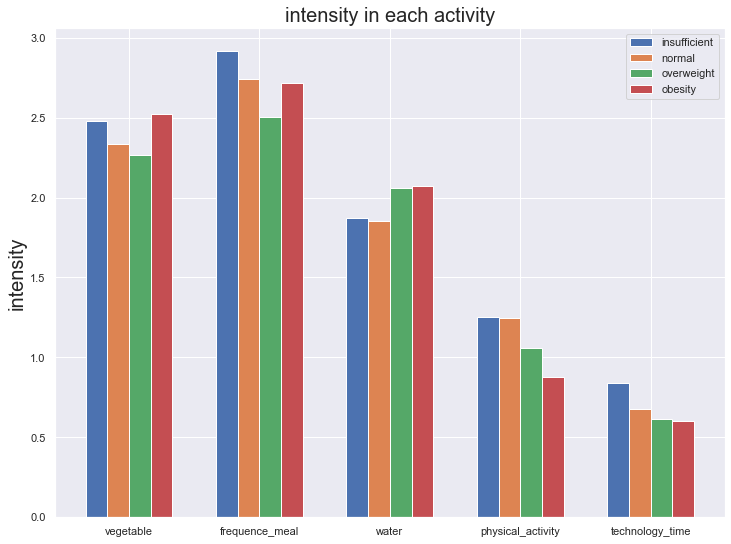 intensity in each activity
insufficient
normal
overweight
obesity
intensity
3.0
2.5
2.0
1.5
1.0
0.5
0.0
vegetable
frequence_meal
water
physical_activity
technology_time